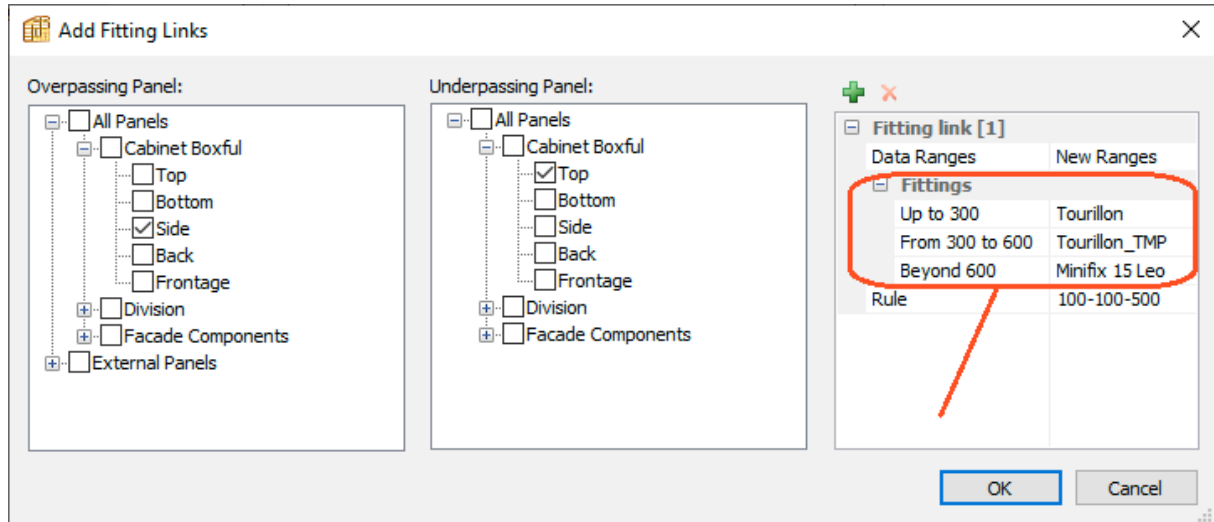 Add Fitting Links
Overpassing Panel:
All Panels
Cabinet Boxful
Top
Bottom
Side
Back
Frontage
Division
Facade Components
External Panels
Underpassing Panel:
All Panels
Cabinet Boxful
Top
Bottom
Side
Back
Frontage
Division
Facade Components
Fitting link [1]
Data Ranges New Ranges
Fittings
Up to 300 Tourillon
From 300 to 600 Tourillon_TMP
Beyond 600 Minifix 15 Leo
Rule 100-100-500
OK Cancel